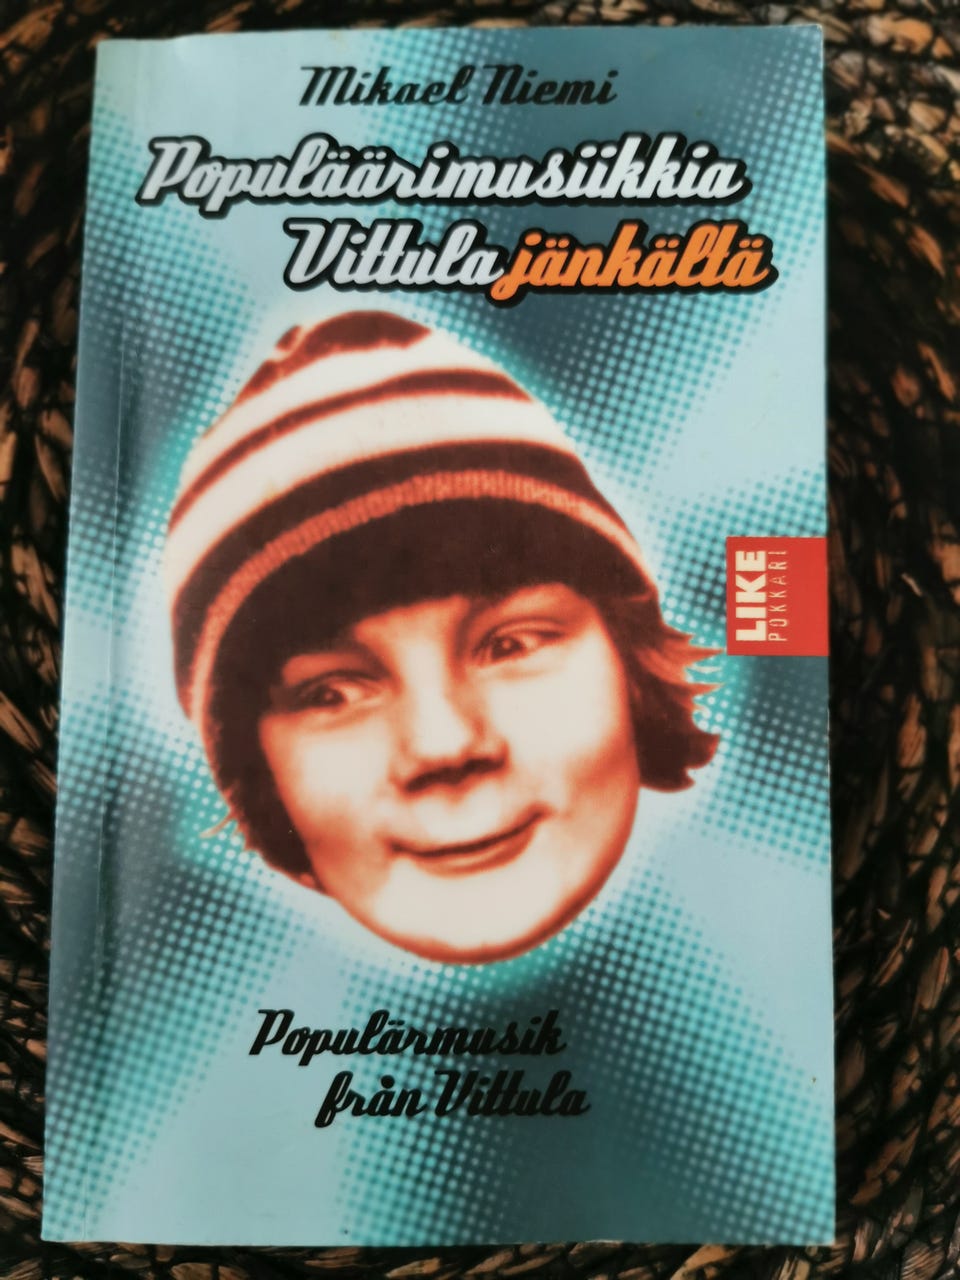 Mikael Niemi
Populäärimusiikkia
Vittulajänkältä
LIKE
POKKARI
Populärmusik
från Vittula